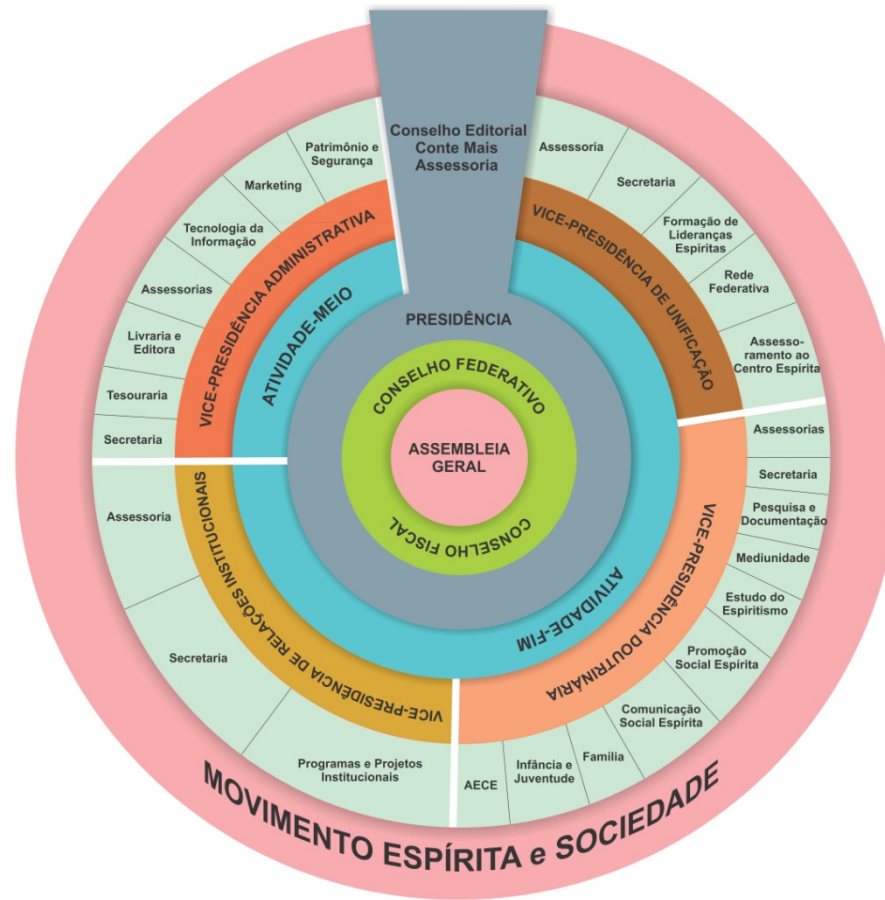 Conselho Editorial
Conte Mais
Assessoria
PRESIDÊNCIA
CONSELHO FEDERATIVO
ASSEMBLEIA
GERAL
CONSELHO FISCAL
ATIVIDADE-MEIO
ATIVIDADE-FIM
VICE-PRESIDÊNCIA DE UNIFICAÇÃO
Assessoria
Secretaria
Formação de
Lideranças
Espíritas
Rede
Federativa
Assesso-
ramento ao
Centro Espírita
VICE-PRESIDÊNCIA DOUTRINÁRIA
Assessorias
Secretaria
Pesquisa e
Documentação
Mediunidade
Estudo do
Espiritismo
Promoção
Social Espírita
Comunicação
Social Espírita
Família
Infância e
Juventude
AECE
VICE-PRESIDÊNCIA DE RELAÇÕES INSTITUCIONAIS
Programas e Projetos
Institucionais
Secretaria
Assessoria
VICE-PRESIDÊNCIA ADMINISTRATIVA
Secretaria
Tesouraria
Livraria e
Editora
Assessorias
Tecnologia da
Informação
Marketing
Patrimônio e
Segurança
MOVIMENTO ESPÍRITA e SOCIEDADE